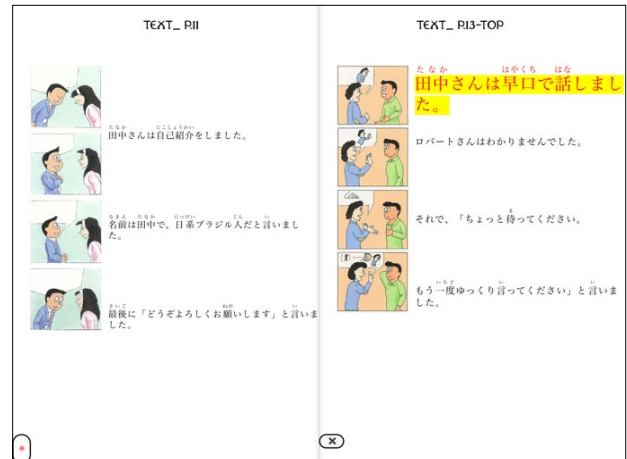 TEXT_ P.11
たなか じこしょうかい
田中さんは自己紹介をしました。
なまえ たなか にっけい じん い
名前は田中で、日系ブラジル人だと言いまし
た。
さいご ねが い
最後に「どうぞよろしくお願いします」と言いま
した。
TEXT_ P.13-TOP
たなか はやくち はな
田中さんは早口で話しまし
た。
ロバートさんはわかりませんでした。
ま
それで、「ちょっと待ってください。
いちど い い
もう一度ゆっくり言ってください」と言いま
した。